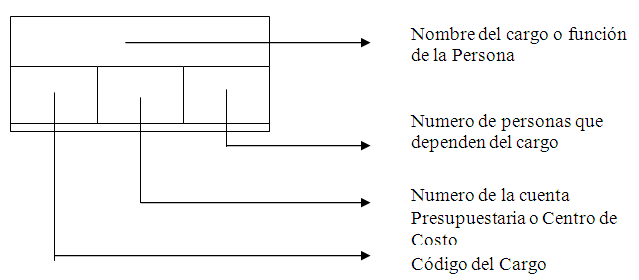 Nombre del cargo o función
de la Persona
Numero de personas que
dependen del cargo
Numero de la cuenta
Presupuestaria o Centro de
Costo
Código del Cargo